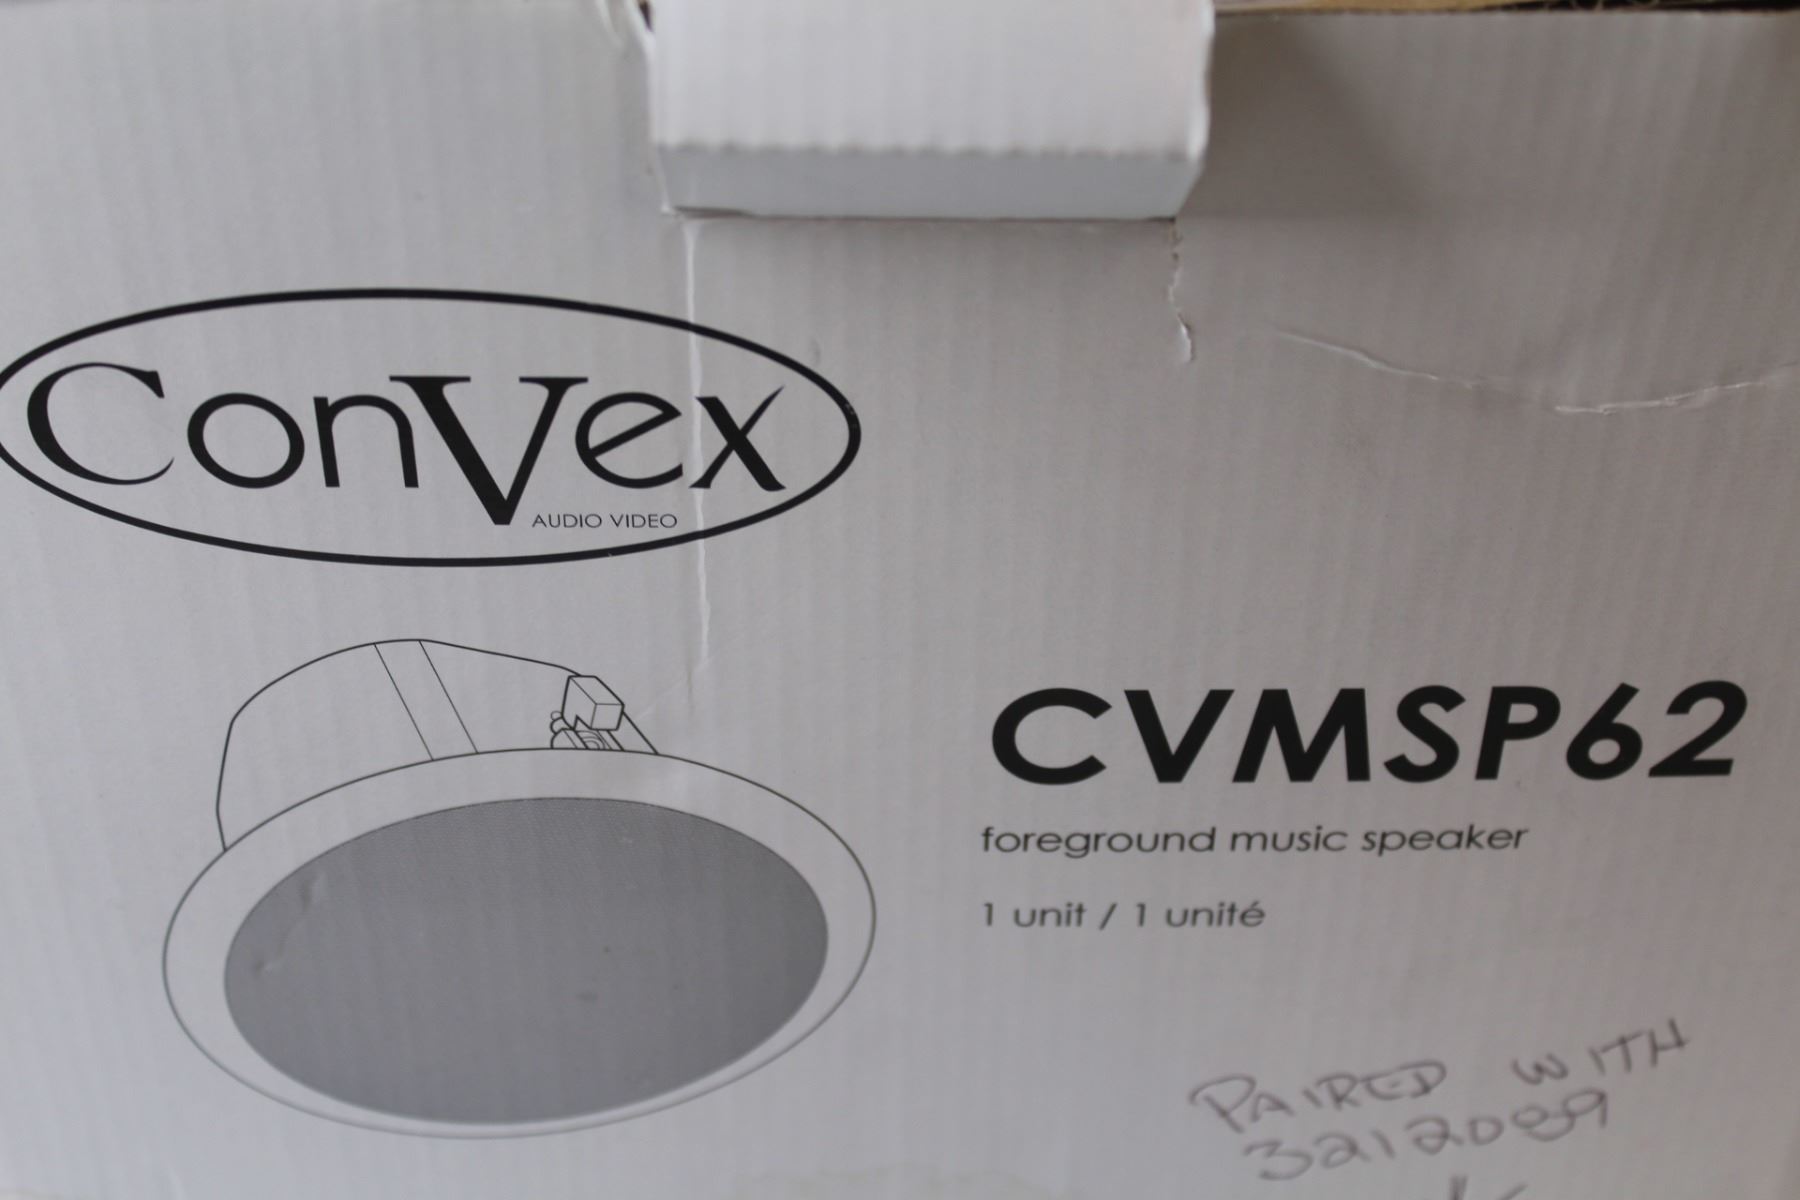 ConVex
AUDIO VIDEO
CVMSP62
foreground music speaker
1 unit / 1 unité
PAIRED WITH
3212089